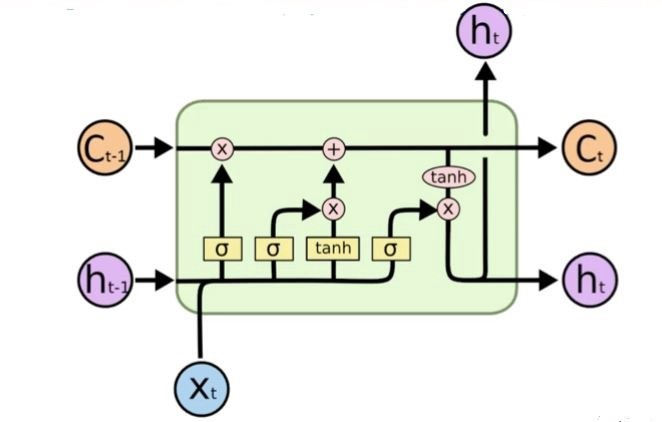 ht
Ct-1
x
+
Ct
tanh
x
x
σ
σ
tanh
σ
ht-1
ht
xt